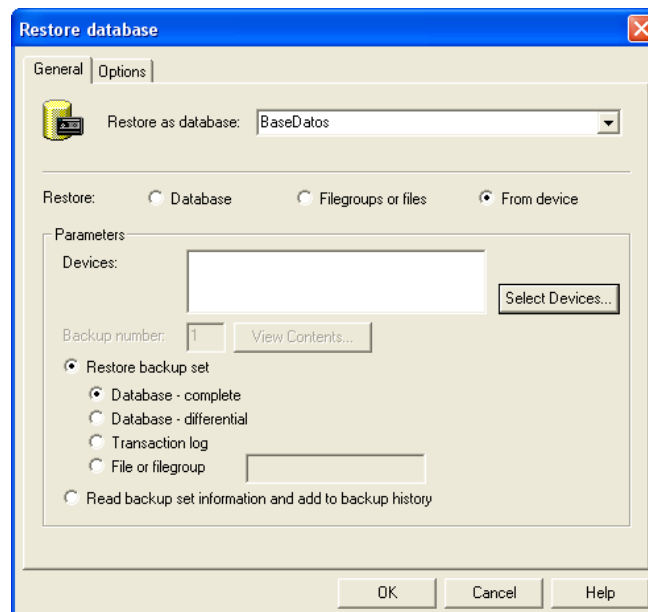 Restore database
General Options
Restore as database: BaseDatos
Restore: Database Filegroups or files From device
Parameters
Devices:
Select Devices...
Backup number: 1 View Contents...
Restore backup set
Database - complete
Database - differential
Transaction log
File or filegroup
Read backup set information and add to backup history
OK Cancel Help